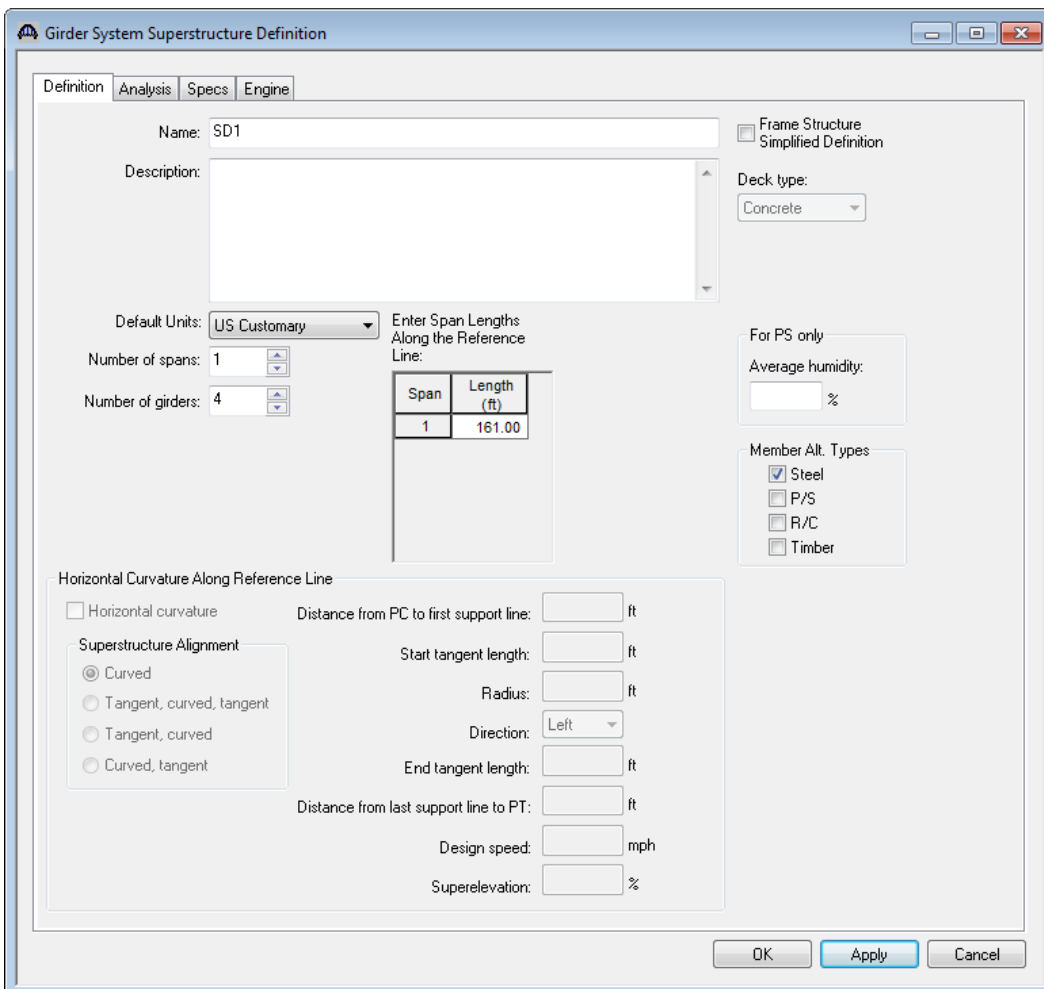 Girder System Superstructure Definition
Definition Analysis Specs Engine
Name: SD1
Frame Structure
Simplified Definition
Description:
Deck type:
Concrete
Default Units: US Customary
Number of spans: 1
Number of girders: 4
Enter Span Lengths
Along the Reference
Line:
Span Length
(ft)
1 161.00
For PS only
Average humidity:
%
Member Alt. Types
Steel
P/S
R/C
Timber
Horizontal Curvature Along Reference Line
Horizontal curvature
Superstructure Alignment
Curved
Tangent, curved, tangent
Tangent, curved
Curved, tangent
Distance from PC to first support line: ft
Start tangent length: ft
Radius: ft
Direction: Left
End tangent length: ft
Distance from last support line to PT: ft
Design speed: mph
Superelevation: %
OK Apply Cancel